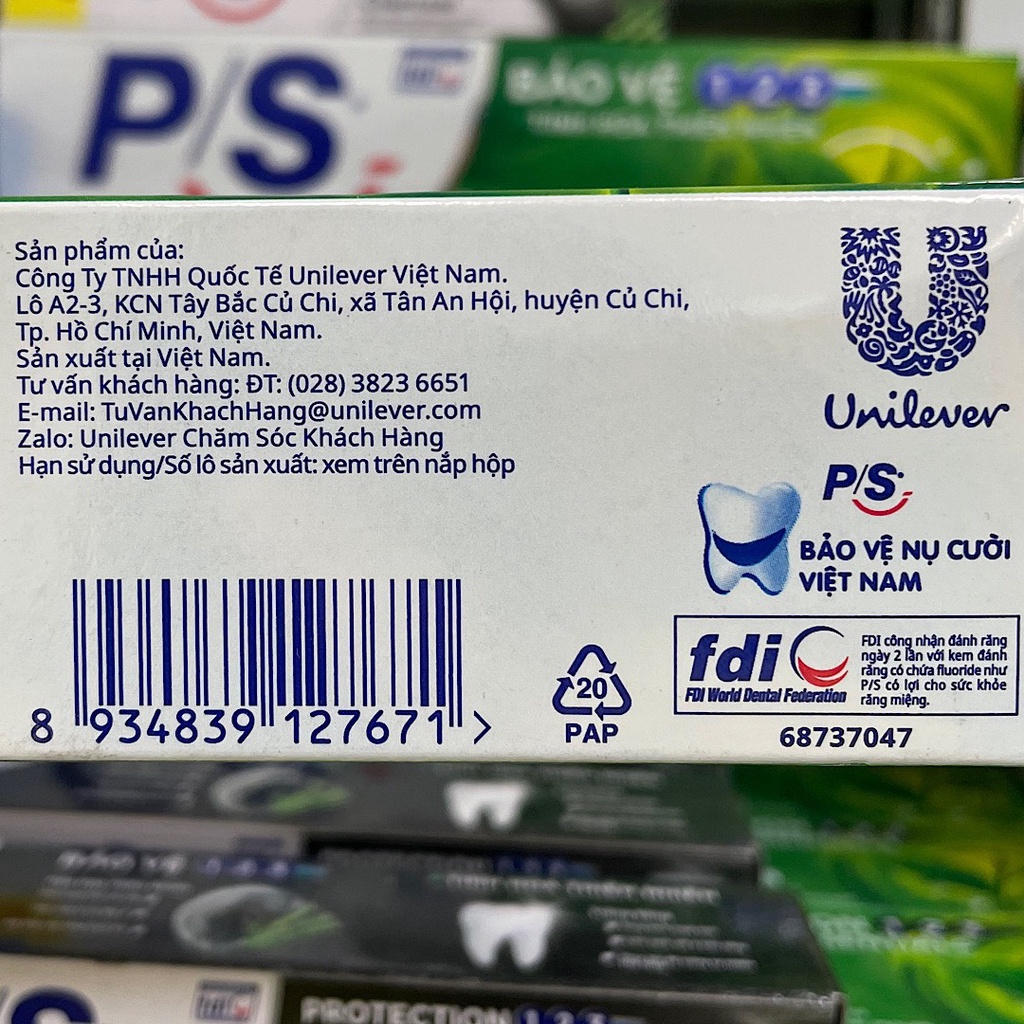 P/S
BẢO VỆ 123
Sản phẩm của:
Công Ty TNHH Quốc Tế Unilever Việt Nam.
Lô A2-3, KCN Tây Bắc Củ Chi, xã Tân An Hội, huyện Củ Chi,
Tp. Hồ Chí Minh, Việt Nam.
Sản xuất tại Việt Nam.
Tư vấn khách hàng: ĐT: (028) 3823 6651
E-mail: TuVanKhachHang@unilever.com
Zalo: Unilever Chăm Sóc Khách Hàng
Hạn sử dụng/Số lô sản xuất: xem trên nắp hộp
Unilever
P/S
BẢO VỆ NỤ CƯỜI
VIỆT NAM
fdi
FDI World Dental Federation
FDI công nhận đánh răng
ngày 2 lần với kem đánh
răng có chứa fluoride như
P/S có lợi cho sức khỏe
răng miệng.
68737047
20
PAP
8 934839 127671 >
BẢO VỆ 123
PROTECTION 123